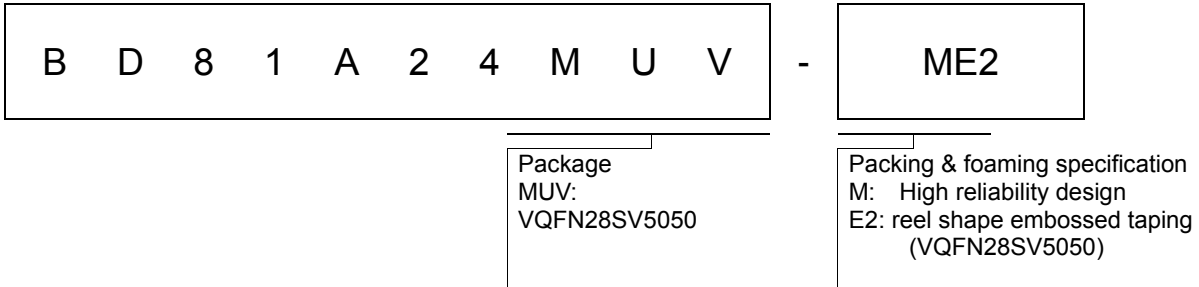 B D 8 1 A 2 4 M U V - ME2
Package
MUV:
VQFN28SV5050
Packing & foaming specification
M: High reliability design
E2: reel shape embossed taping
(VQFN28SV5050)